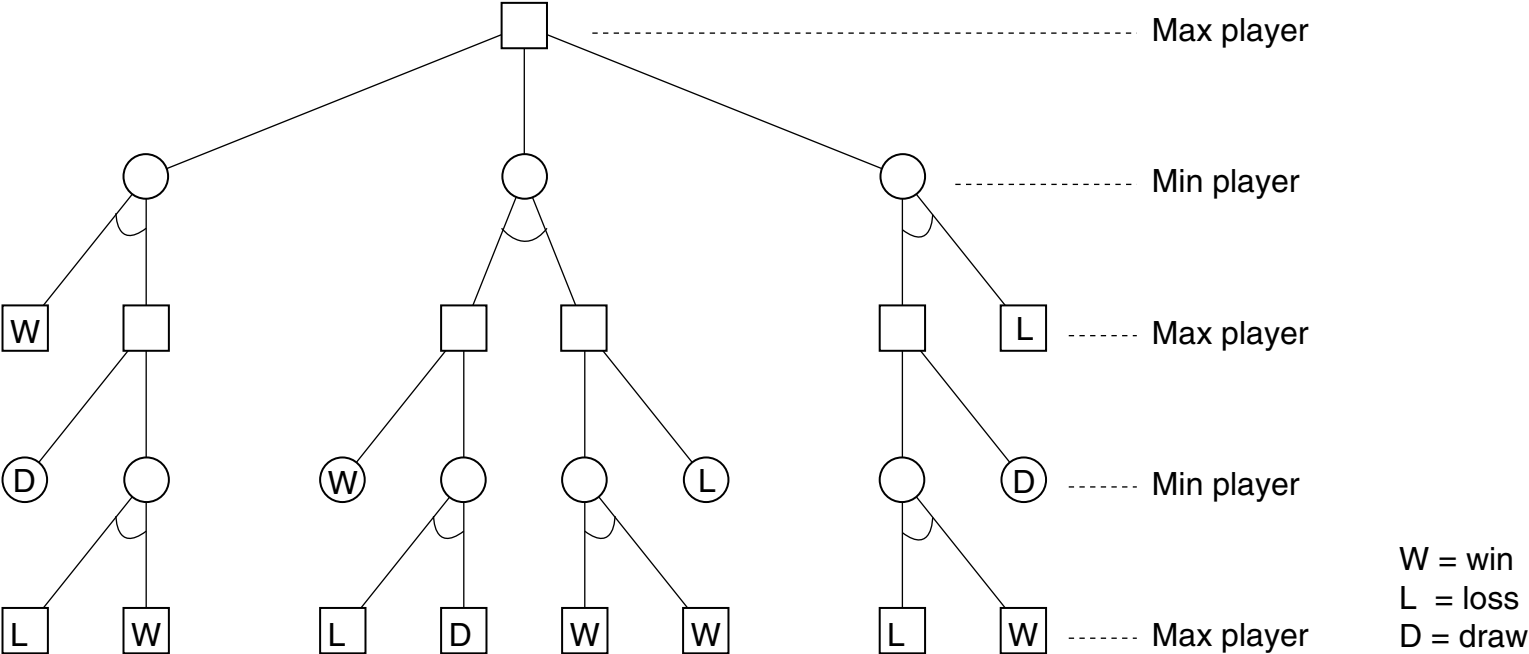 Max player
Min player
W
L
Max player
D
W
L
D
Min player
L
W
L
D
W
W
L
W
Max player
W = win
L = loss
D = draw